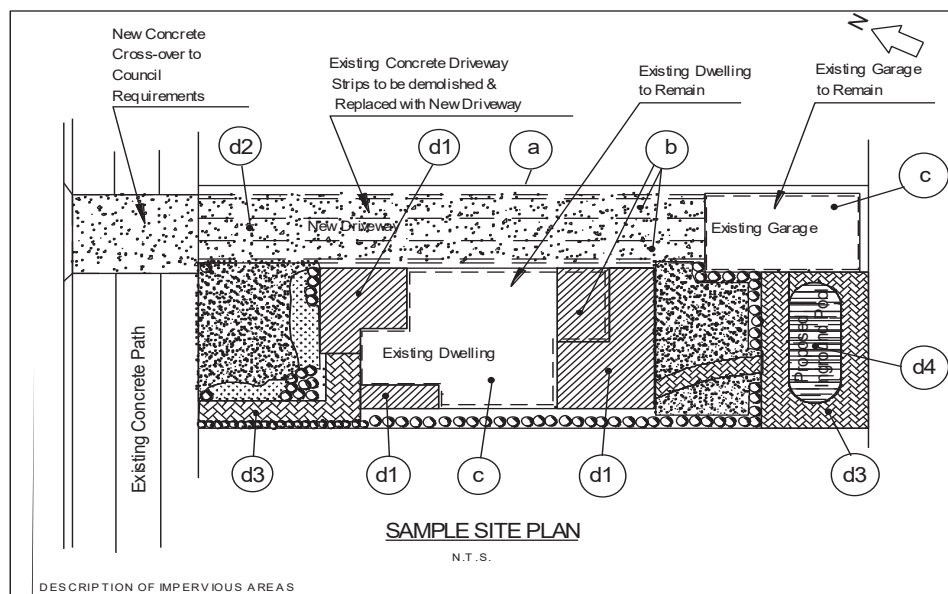 N
New Concrete
Cross-over to
Council
Requirements
Existing Concrete Driveway
Strips to be demolished &
Replaced with New Driveway
Existing Dwelling
to Remain
Existing Garage
to Remain
d2
d1
a
b
c
New Driveway
Existing Garage
Existing Dwelling
Proposed
Inground Pool
d4
Existing Concrete Path
d3
d1
c
d1
d3
SAMPLE SITE PLAN
N.T.S.
DESCRIPTION OF IMPERVIOUS AREAS